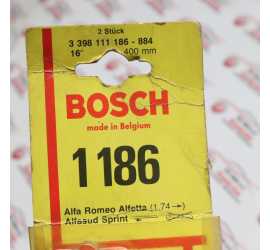 2 Stück
3 398 111 186 - 884
16" 400 mm
BOSCH
made in Belgium
1 186
Alfa Romeo Alfetta (1.74→)
Alfasud Sprint